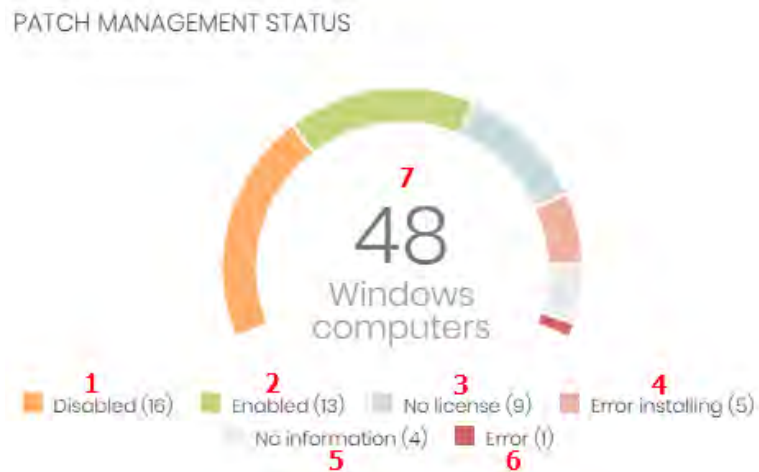 PATCH MANAGEMENT STATUS
7
48
Windows
computers
1 2 3 4
Disabled (16) Enabled (13) No license (9) Error installing (5)
No information (4) Error (1)
5 6